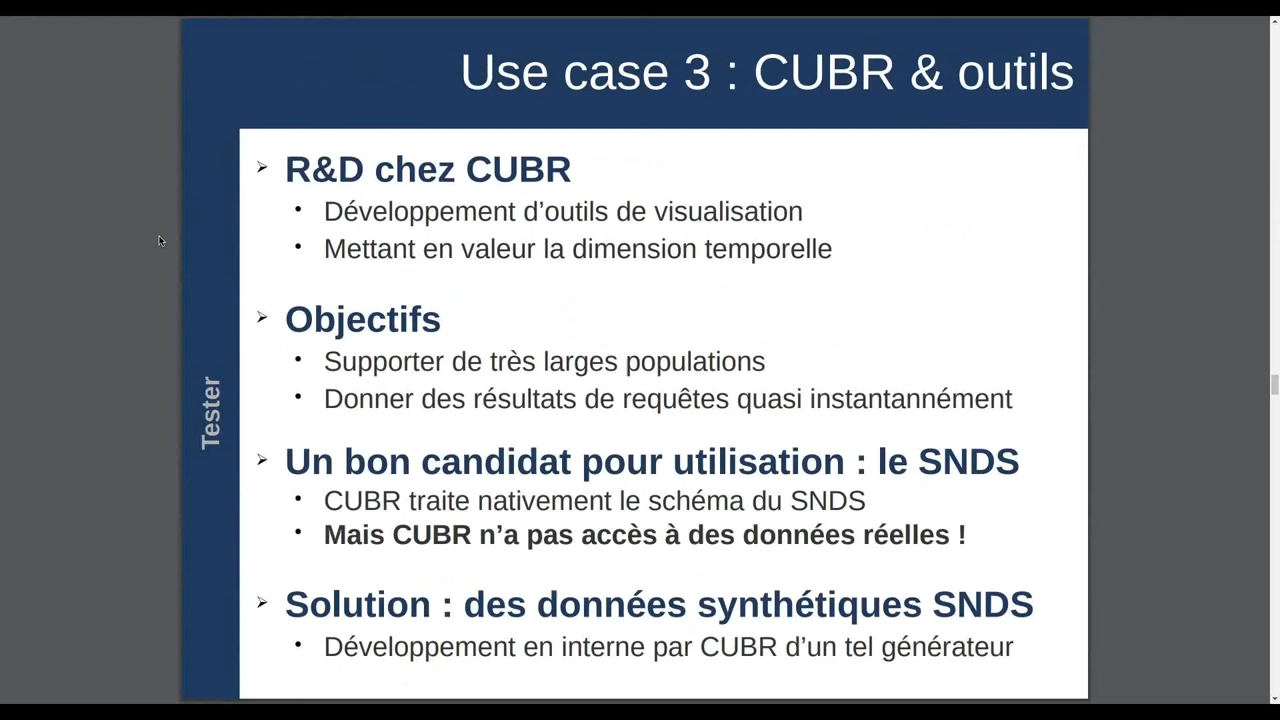 Use case 3 : CUBR & outils
R&D chez CUBR
Développement d’outils de visualisation
Mettant en valeur la dimension temporelle
Objectifs
Supporter de très larges populations
Donner des résultats de requêtes quasi instantannément
Tester
Un bon candidat pour utilisation : le SNDS
CUBR traite nativement le schéma du SNDS
Mais CUBR n’a pas accès à des données réelles !
Solution : des données synthétiques SNDS
Développement en interne par CUBR d’un tel générateur